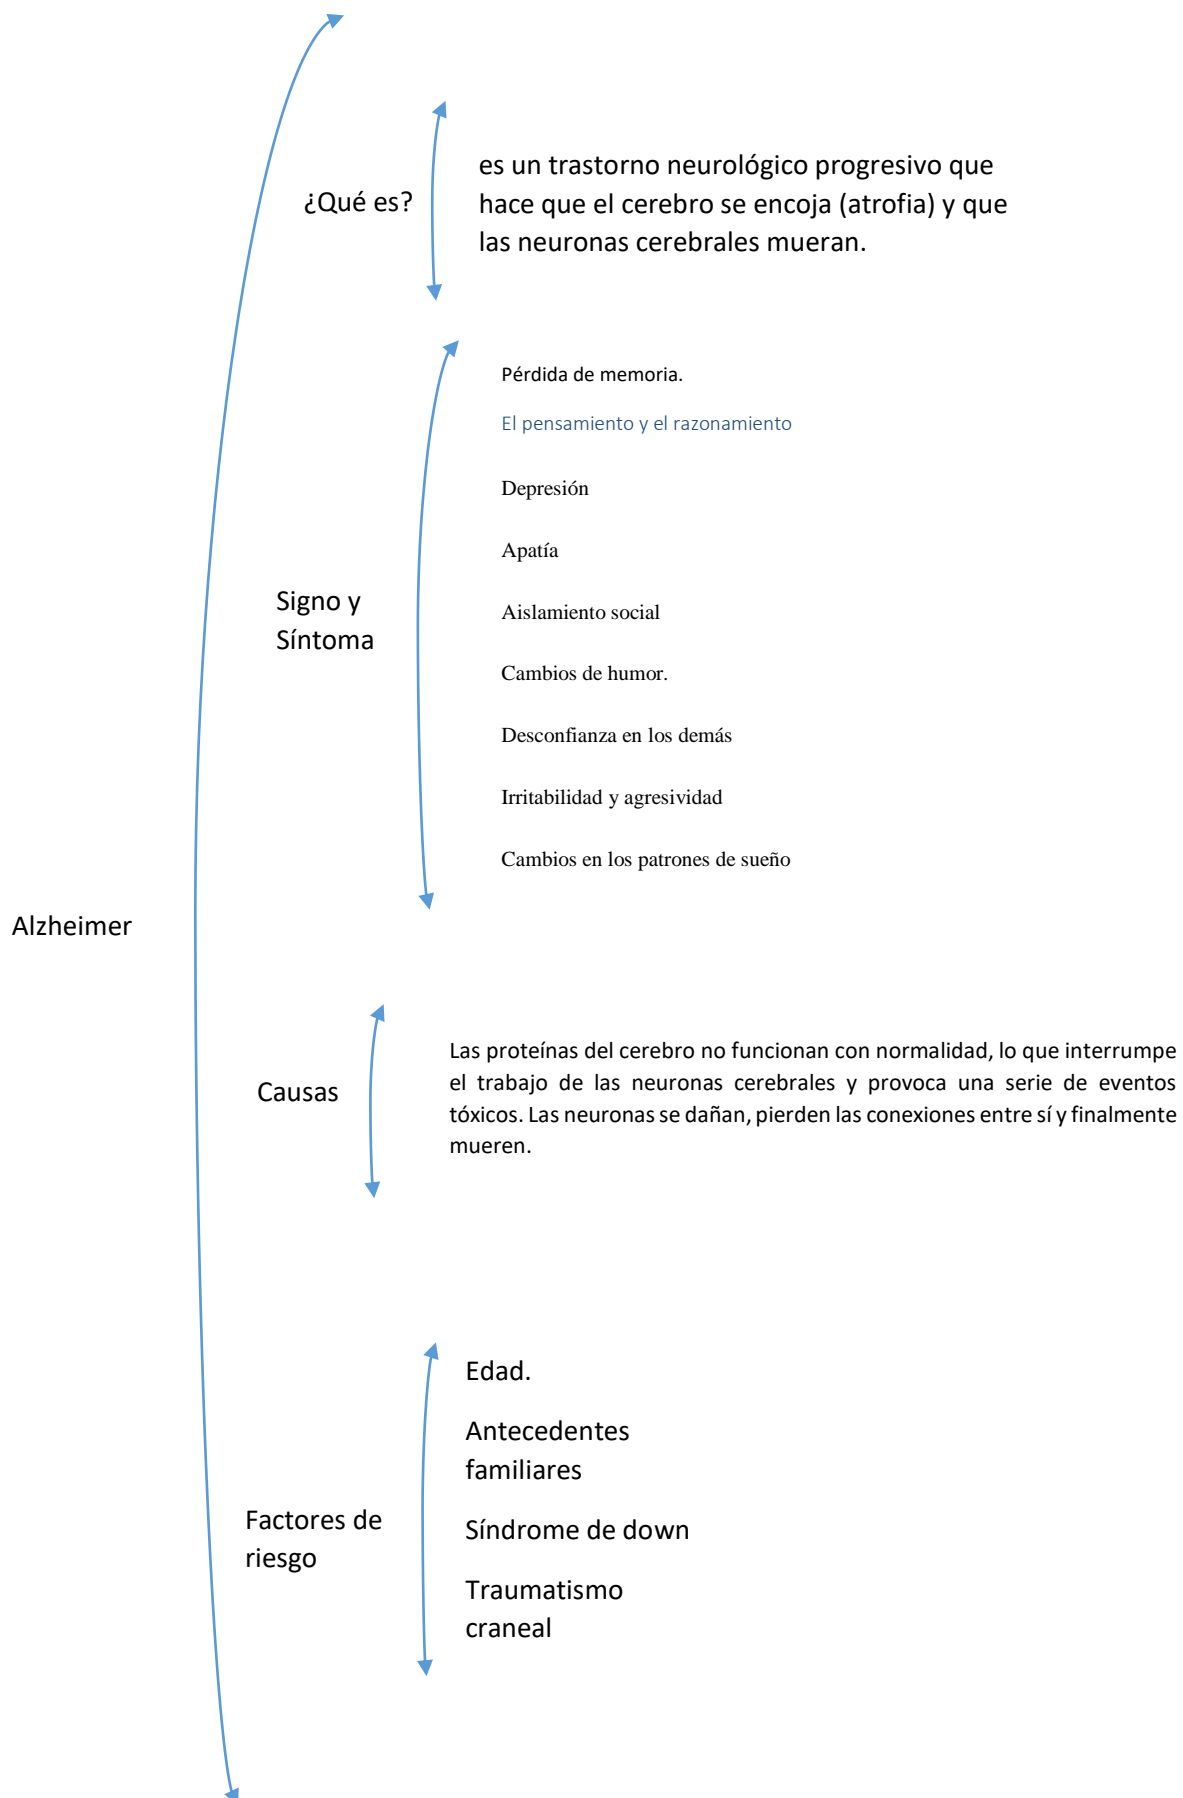 ¿Qué es?
es un trastorno neurológico progresivo que
hace que el cerebro se encoja (atrofia) y que
las neuronas cerebrales mueran.
Signo y
Síntoma
Pérdida de memoria.
El pensamiento y el razonamiento
Depresión
Apatía
Aislamiento social
Cambios de humor.
Desconfianza en los demás
Irritabilidad y agresividad
Cambios en los patrones de sueño
Alzheimer
Causas
Las proteínas del cerebro no funcionan con normalidad, lo que interrumpe
el trabajo de las neuronas cerebrales y provoca una serie de eventos
tóxicos. Las neuronas se dañan, pierden las conexiones entre sí y finalmente
mueren.
Factores de
riesgo
Edad.
Antecedentes
familiares
Síndrome de down
Traumatismo
craneal